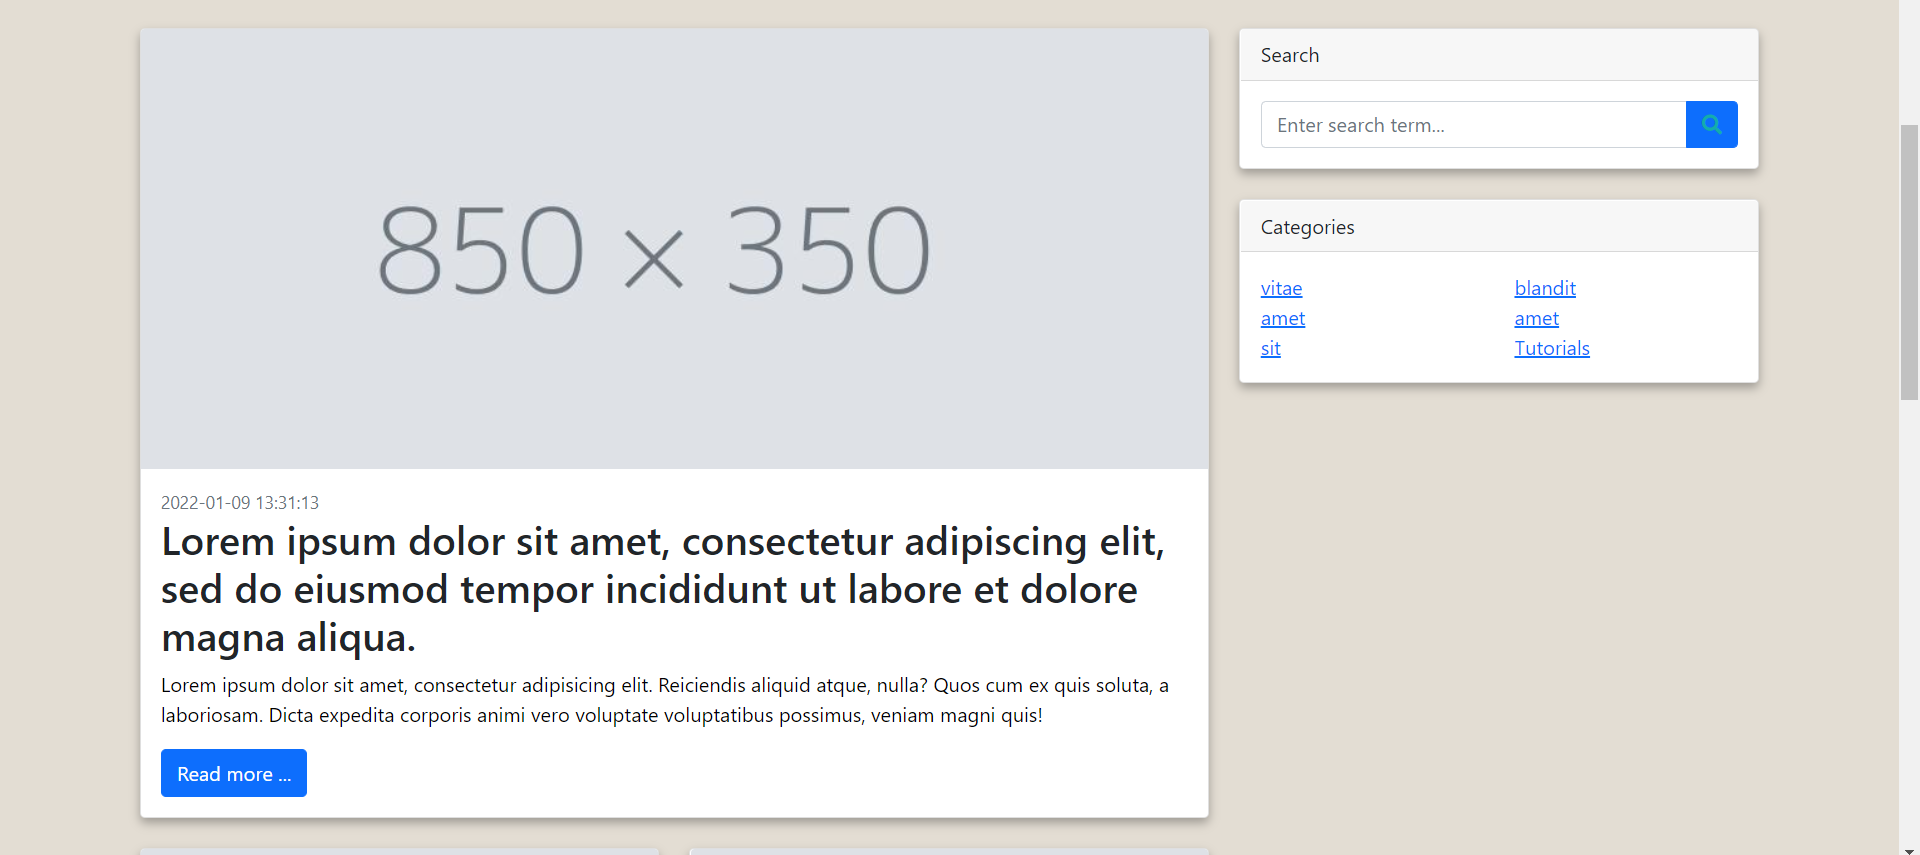 850 × 350
2022-01-09 13:31:13
Lorem ipsum dolor sit amet, consectetur adipiscing elit,
sed do eiusmod tempor incididunt ut labore et dolore
magna aliqua.
Lorem ipsum dolor sit amet, consectetur adipisicing elit. Reiciendis aliquid atque, nulla? Quos cum ex quis soluta, a
laboriosam. Dicta expedita corporis animi vero voluptate voluptatibus possimus, veniam magni quis!
Read more ...
Search
Enter search term...
Categories
vitae
amet
sit
blandit
amet
Tutorials